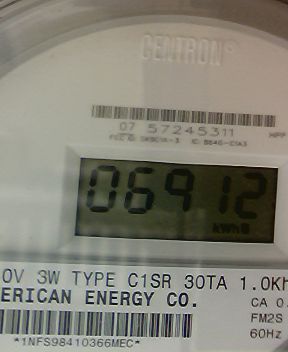 CENTRON®
07 57245311
06912
kWhB
0V 3W TYPE C1SR 30TA 1.0Kh
ERICAN ENERGY CO.
CA 0.
FM2S
60Hz
*1NFS98410366MEC*